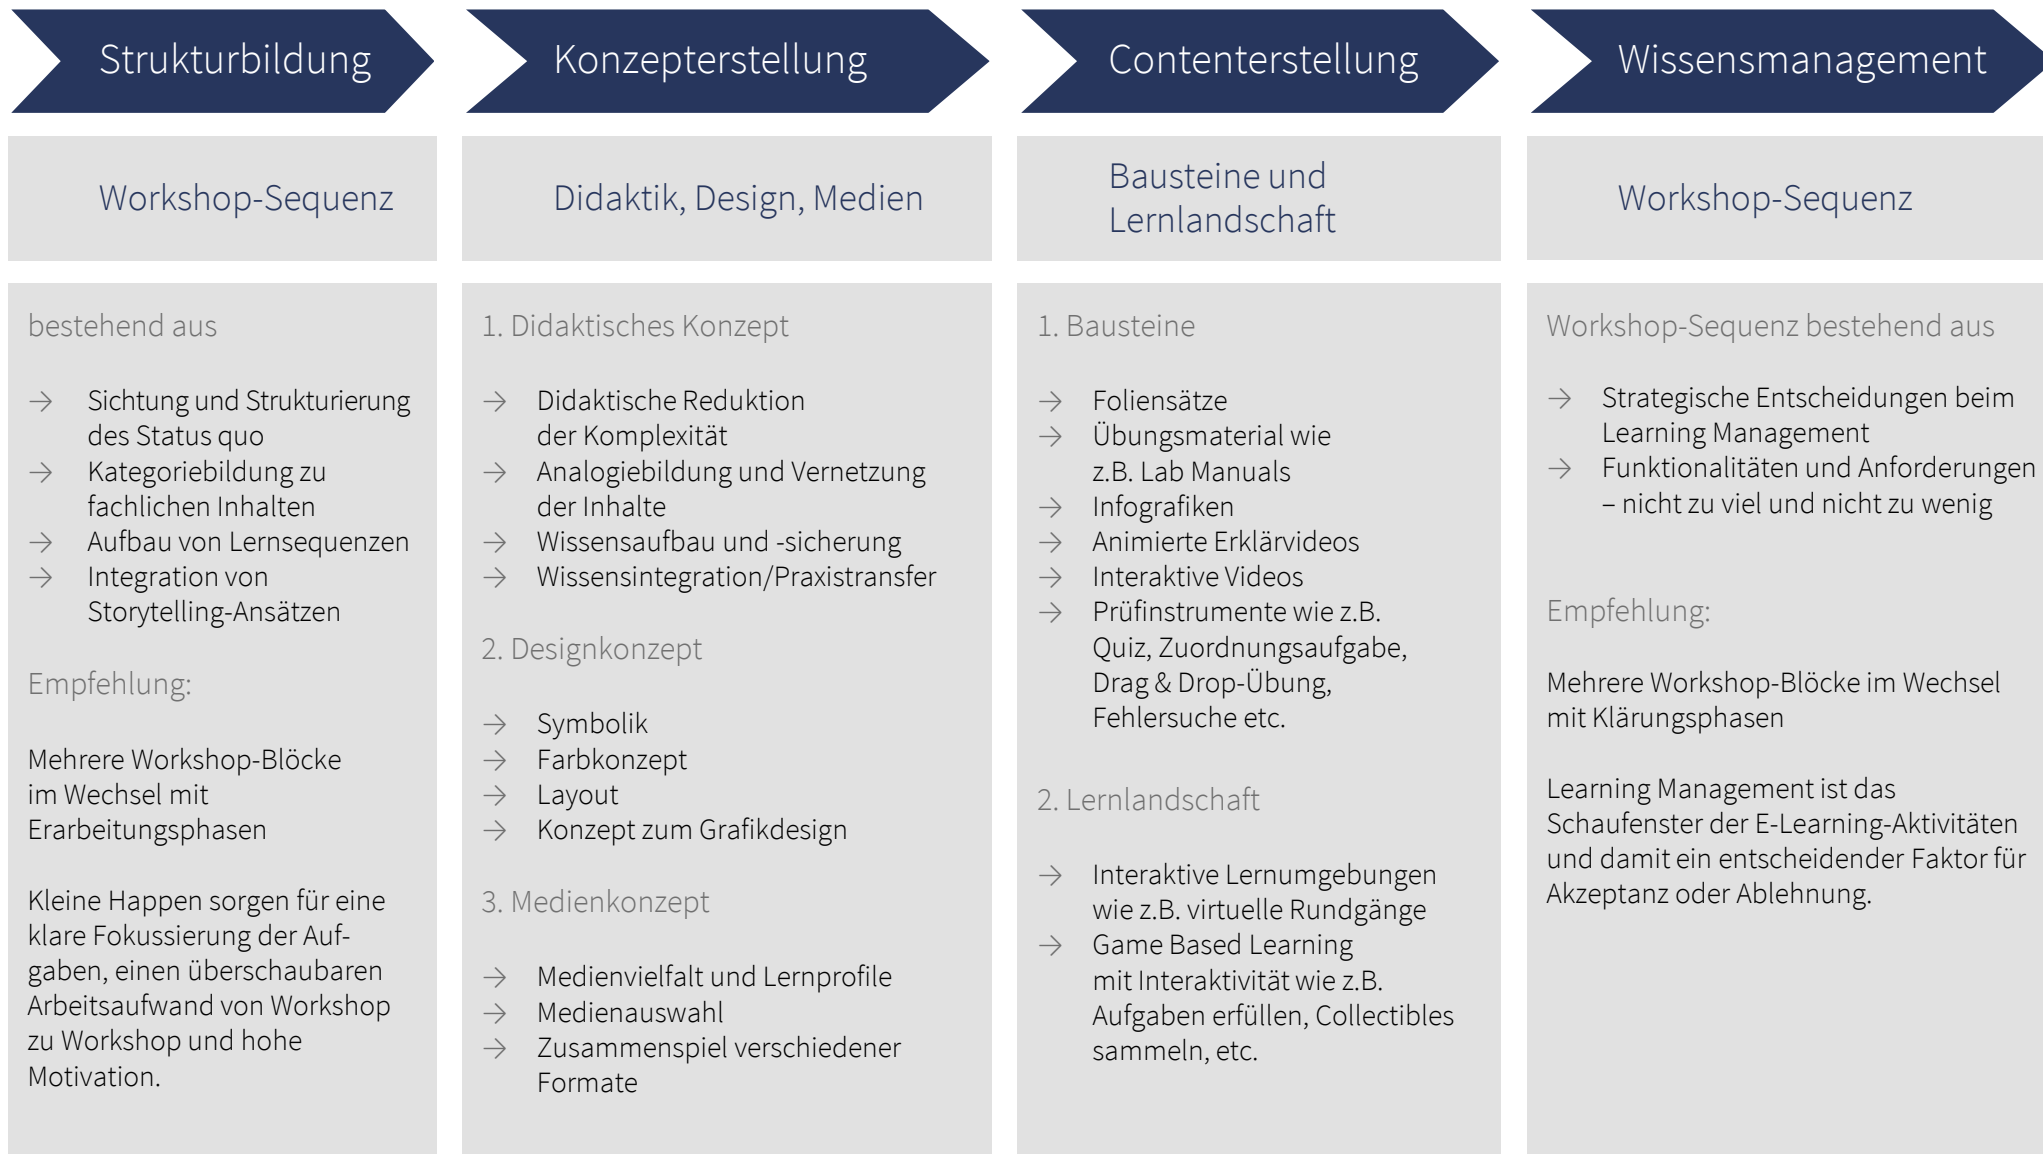 Strukturbildung
Workshop-Sequenz
bestehend aus
→ Sichtung und Strukturierung
des Status quo
→ Kategoriebildung zu
fachlichen Inhalten
→ Aufbau von Lernsequenzen
→ Integration von
Storytelling-Ansätzen
Empfehlung:
Mehrere Workshop-Blöcke
im Wechsel mit
Erarbeitungsphasen
Kleine Happen sorgen für eine
klare Fokussierung der Auf-
gaben, einen überschaubaren
Arbeitsaufwand von Workshop
zu Workshop und hohe
Motivation.
Konzepterstellung
Didaktik, Design, Medien
1. Didaktisches Konzept
→ Didaktische Reduktion
der Komplexität
→ Analogiebildung und Vernetzung
der Inhalte
→ Wissensaufbau und -sicherung
→ Wissensintegration/Praxistransfer
2. Designkonzept
→ Symbolik
→ Farbkonzept
→ Layout
→ Konzept zum Grafikdesign
3. Medienkonzept
→ Medienvielfalt und Lernprofile
→ Medienauswahl
→ Zusammenspiel verschiedener
Formate
Contenterstellung
Bausteine und
Lernlandschaft
1. Bausteine
→ Foliensätze
→ Übungsmaterial wie
z.B. Lab Manuals
→ Infografiken
→ Animierte Erklärvideos
→ Interaktive Videos
→ Prüfinstrumente wie z.B.
Quiz, Zuordnungsaufgabe,
Drag & Drop-Übung,
Fehlersuche etc.
2. Lernlandschaft
→ Interaktive Lernumgebungen
wie z.B. virtuelle Rundgänge
→ Game Based Learning
mit Interaktivität wie z.B.
Aufgaben erfüllen, Collectibles
sammeln, etc.
Wissensmanagement
Workshop-Sequenz
Workshop-Sequenz bestehend aus
→ Strategische Entscheidungen beim
Learning Management
→ Funktionalitäten und Anforderungen
– nicht zu viel und nicht zu wenig
Empfehlung:
Mehrere Workshop-Blöcke im Wechsel
mit Klärungsphasen
Learning Management ist das
Schaufenster der E-Learning-Aktivitäten
und damit ein entscheidender Faktor für
Akzeptanz oder Ablehnung.